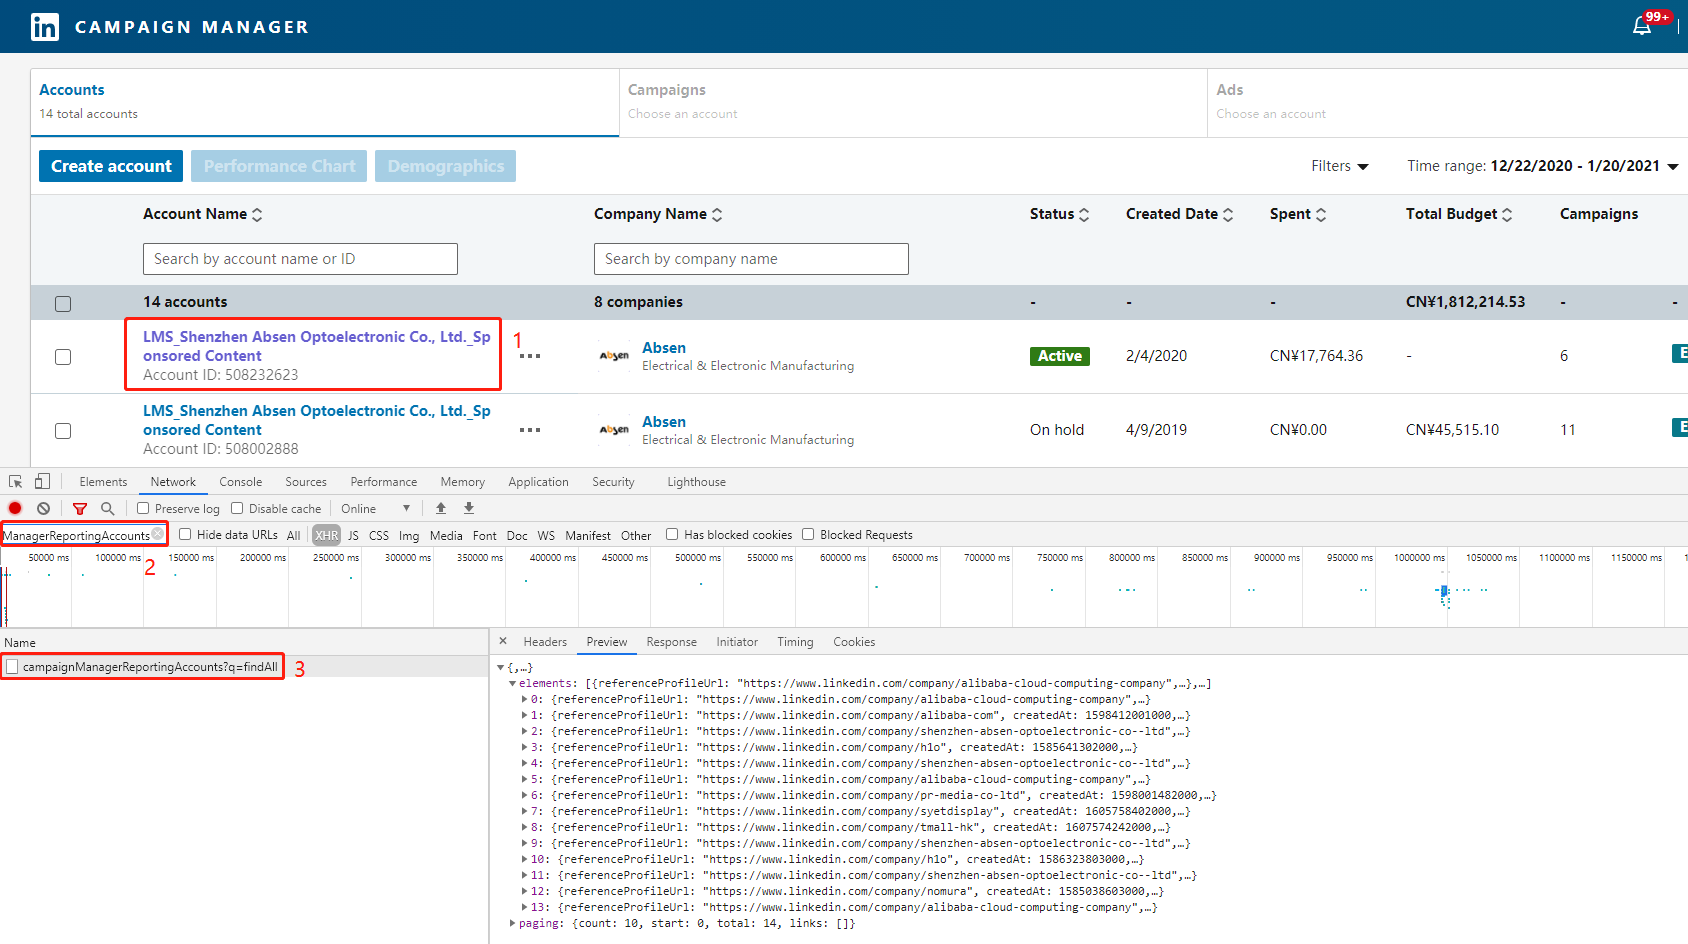 in CAMPAIGN MANAGER
99+
Accounts
14 total accounts
Campaigns
Choose an account
Ads
Choose an account
Create account
Performance Chart
Demographics
Filters
Time range: 12/22/2020 - 1/20/2021
Account Name
Company Name
Status
Created Date
Spent
Total Budget
Campaigns
Search by account name or ID
Search by company name
14 accounts
8 companies
-
-
-
CN¥1,812,214.53
-
-
LMS_Shenzhen Absen Optoelectronic Co., Ltd._Sp
onsored Content
Account ID: 508232623
1
Absen
Absen
Electrical & Electronic Manufacturing
Active
2/4/2020
CN¥17,764.36
-
6
E
LMS_Shenzhen Absen Optoelectronic Co., Ltd._Sp
onsored Content
Account ID: 508002888
Absen
Absen
Electrical & Electronic Manufacturing
On hold
4/9/2019
CN¥0.00
CN¥45,515.10
11
E
Elements Network Console Sources Performance Memory Application Security Lighthouse
Preserve log Disable cache Online
ManagerReportingAccounts
Hide data URLs All XHR JS CSS Img Media Font Doc WS Manifest Other Has blocked cookies Blocked Requests
50000 ms 100000 ms 150000 ms 200000 ms 250000 ms 300000 ms 350000 ms 400000 ms 450000 ms 500000 ms 550000 ms 600000 ms 650000 ms 700000 ms 750000 ms 800000 ms 850000 ms 900000 ms 950000 ms 1000000 ms 1050000 ms 1100000 ms 1150000 ms 1
2
Name
campaignManagerReportingAccounts?q=findAll
3
× Headers Preview Response Initiator Timing Cookies
{,…}
elements: [{referenceProfileUrl: "https://www.linkedin.com/company/alibaba-cloud-computing-company",…},…]
0: {referenceProfileUrl: "https://www.linkedin.com/company/alibaba-cloud-computing-company",…}
1: {referenceProfileUrl: "https://www.linkedin.com/company/alibaba-com", createdAt: 1598412001000,…}
2: {referenceProfileUrl: "https://www.linkedin.com/company/shenzhen-absen-optoelectronic-co--ltd",…}
3: {referenceProfileUrl: "https://www.linkedin.com/company/h1o", createdAt: 1585641302000,…}
4: {referenceProfileUrl: "https://www.linkedin.com/company/shenzhen-absen-optoelectronic-co--ltd",…}
5: {referenceProfileUrl: "https://www.linkedin.com/company/alibaba-cloud-computing-company",…}
6: {referenceProfileUrl: "https://www.linkedin.com/company/pr-media-co-ltd", createdAt: 1598001482000,…}
7: {referenceProfileUrl: "https://www.linkedin.com/company/syetdisplay", createdAt: 1605758402000,…}
8: {referenceProfileUrl: "https://www.linkedin.com/company/tmall-hk", createdAt: 1607574242000,…}
9: {referenceProfileUrl: "https://www.linkedin.com/company/shenzhen-absen-optoelectronic-co--ltd",…}
10: {referenceProfileUrl: "https://www.linkedin.com/company/h1o", createdAt: 1586323803000,…}
11: {referenceProfileUrl: "https://www.linkedin.com/company/shenzhen-absen-optoelectronic-co--ltd",…}
12: {referenceProfileUrl: "https://www.linkedin.com/company/nomura", createdAt: 1585038603000,…}
13: {referenceProfileUrl: "https://www.linkedin.com/company/alibaba-cloud-computing-company",…}
paging: {count: 10, start: 0, total: 14, links: []}